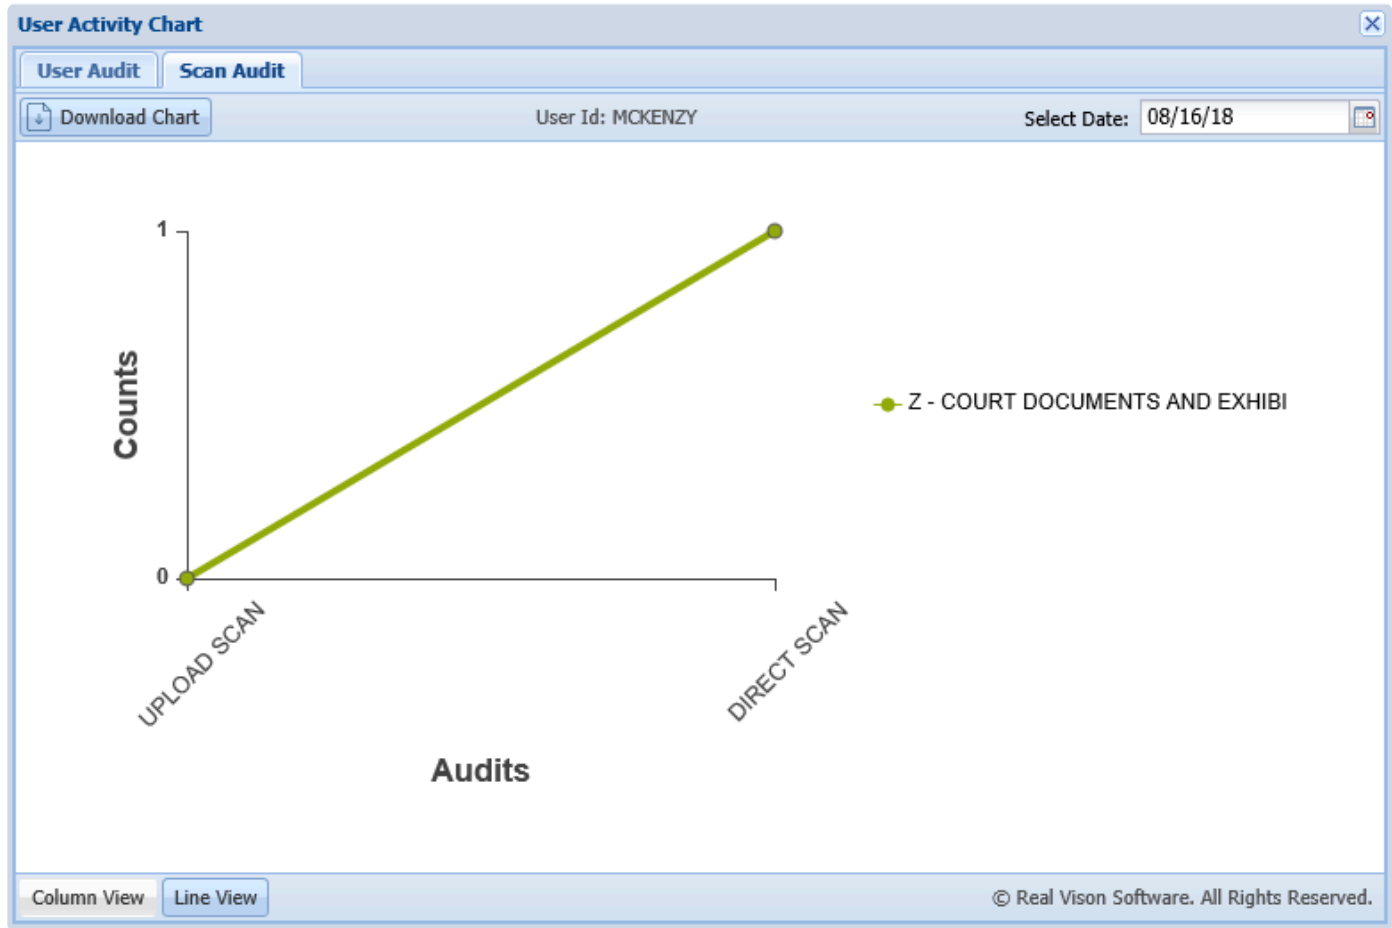 User Activity Chart
User Audit
Scan Audit
Download Chart
User Id: MCKENZY
Select Date: 08/16/18
1
Counts
Z - COURT DOCUMENTS AND EXHIBI
0
UPLOAD SCAN
DIRECT SCAN
Audits
Column View
Line View
© Real Vison Software. All Rights Reserved.